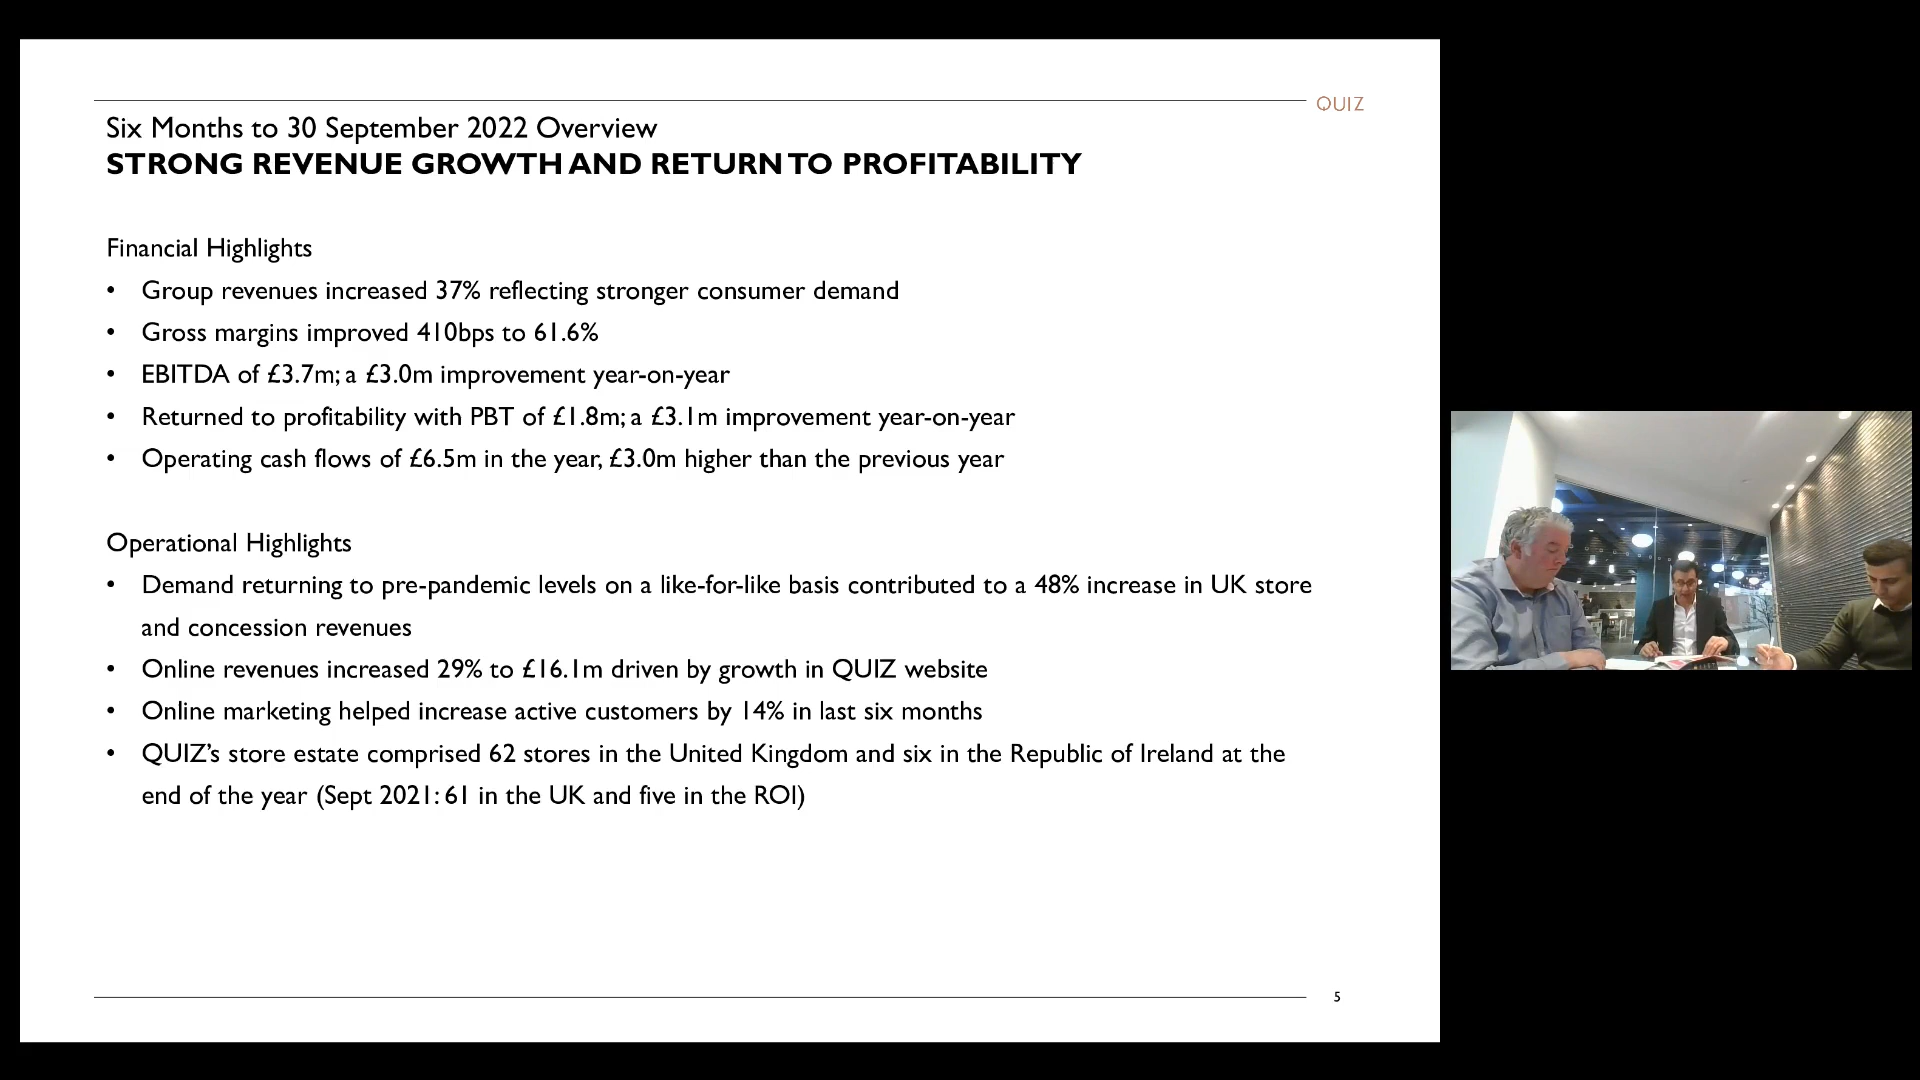 QUIZ
Six Months to 30 September 2022 Overview
STRONG REVENUE GROWTH AND RETURN TO PROFITABILITY
Financial Highlights
• Group revenues increased 37% reflecting stronger consumer demand
• Gross margins improved 410bps to 61.6%
• EBITDA of £3.7m; a £3.0m improvement year-on-year
• Returned to profitability with PBT of £1.8m; a £3.1m improvement year-on-year
• Operating cash flows of £6.5m in the year, £3.0m higher than the previous year
Operational Highlights
• Demand returning to pre-pandemic levels on a like-for-like basis contributed to a 48% increase in UK store
and concession revenues
• Online revenues increased 29% to £16.1m driven by growth in QUIZ website
• Online marketing helped increase active customers by 14% in last six months
• QUIZ’s store estate comprised 62 stores in the United Kingdom and six in the Republic of Ireland at the
end of the year (Sept 2021: 61 in the UK and five in the ROI)
5